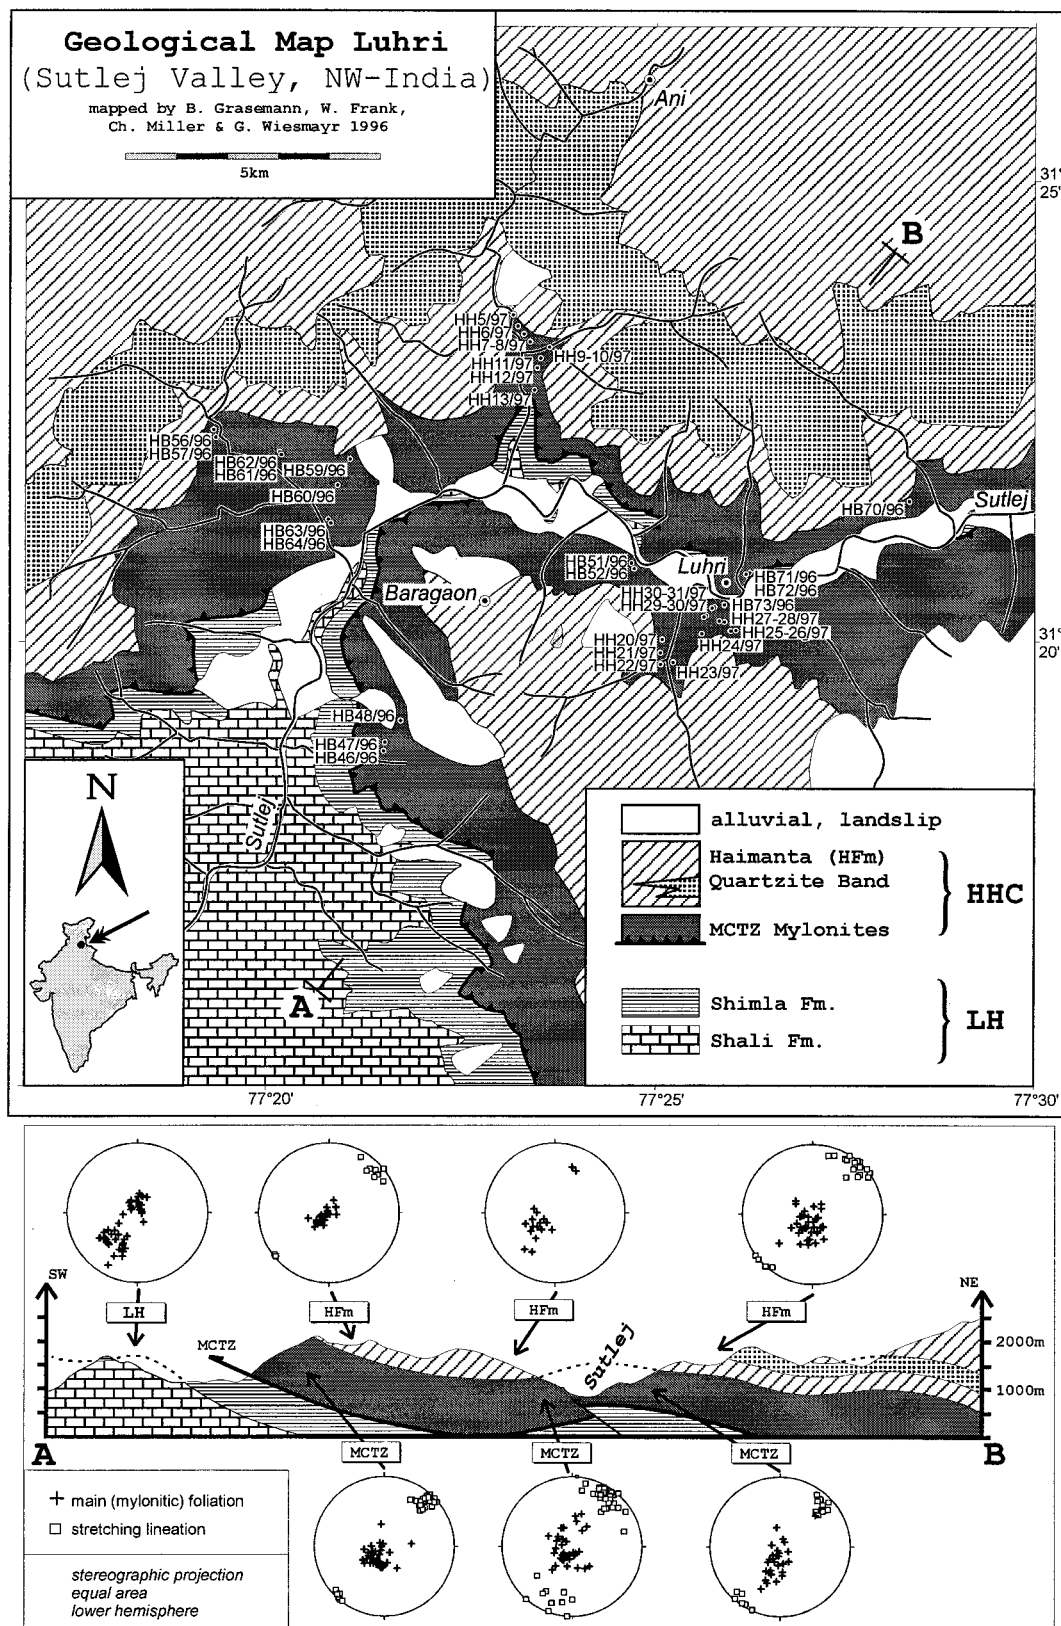 Geological Map Luhri
(Sutlej Valley, NW-India)
mapped by B. Grasemann, W. Frank,
Ch. Miller & G. Wiesmayr 1996
5km
Ani
31°
25'
B
HH5/97
HH6/97
HH7-8/97
HH9-10/97
HH11/97
HH12/97
HH13/97
HB56/96
HB57/96
HB62/96
HB61/96
HB59/96
HB60/96
HB63/96
HB64/96
HB70/96
Sutlej
HB51/96
HB52/96
Luhri
HB71/96
HB72/96
Baragaon
HH30-31/97
HH29-30/97
HB73/96
HH27-28/97
HH25-26/97
HH20/97
HH21/97
HH22/97
HH24/97
HH23/97
31°
20'
HB48/96
HB47/96
HB46/96
N
Sutlej
A
alluvial, landslip
Haimanta (HFm)
Quartzite Band
MCTZ Mylonites
HHC
Shimla Fm.
Shali Fm.
LH
77°20'
77°25'
77°30'
SW
NE
LH
HFm
HFm
HFm
MCTZ
Sutlej
2000m
1000m
A
MCTZ
MCTZ
MCTZ
B
main (mylonitic) foliation
stretching lineation
stereographic projection
equal area
lower hemisphere